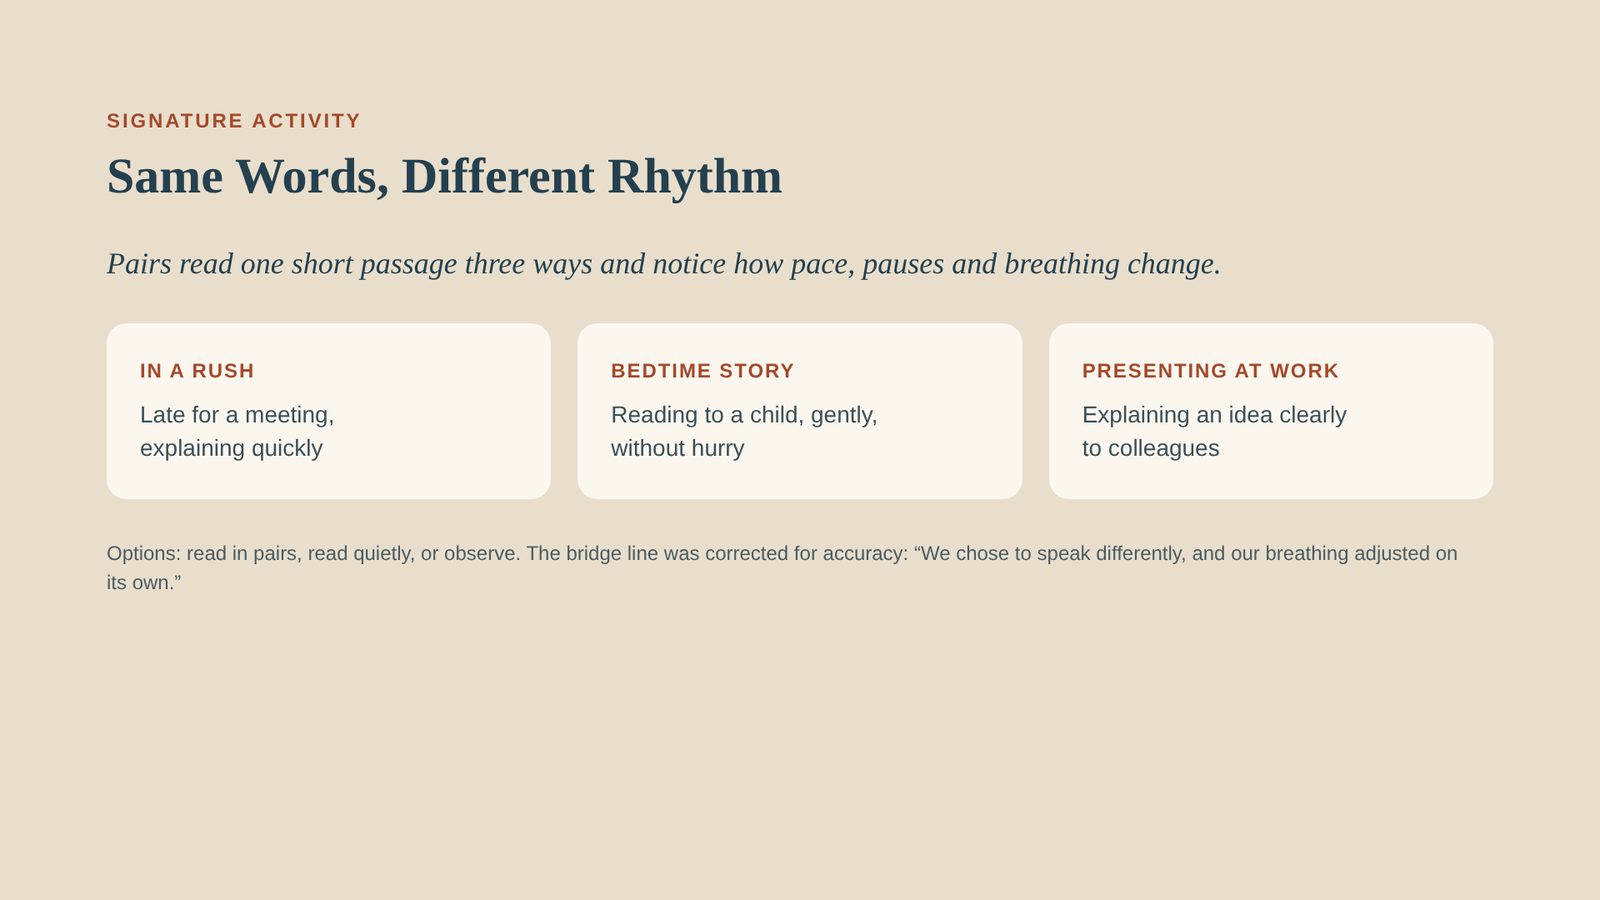 SIGNATURE ACTIVITY
Same Words, Different Rhythm
Pairs read one short passage three ways and notice how pace, pauses and breathing change.
IN A RUSH
Late for a meeting,
explaining quickly
BEDTIME STORY
Reading to a child, gently,
without hurry
PRESENTING AT WORK
Explaining an idea clearly
to colleagues
Options: read in pairs, read quietly, or observe. The bridge line was corrected for accuracy: “We chose to speak differently, and our breathing adjusted on
its own.”